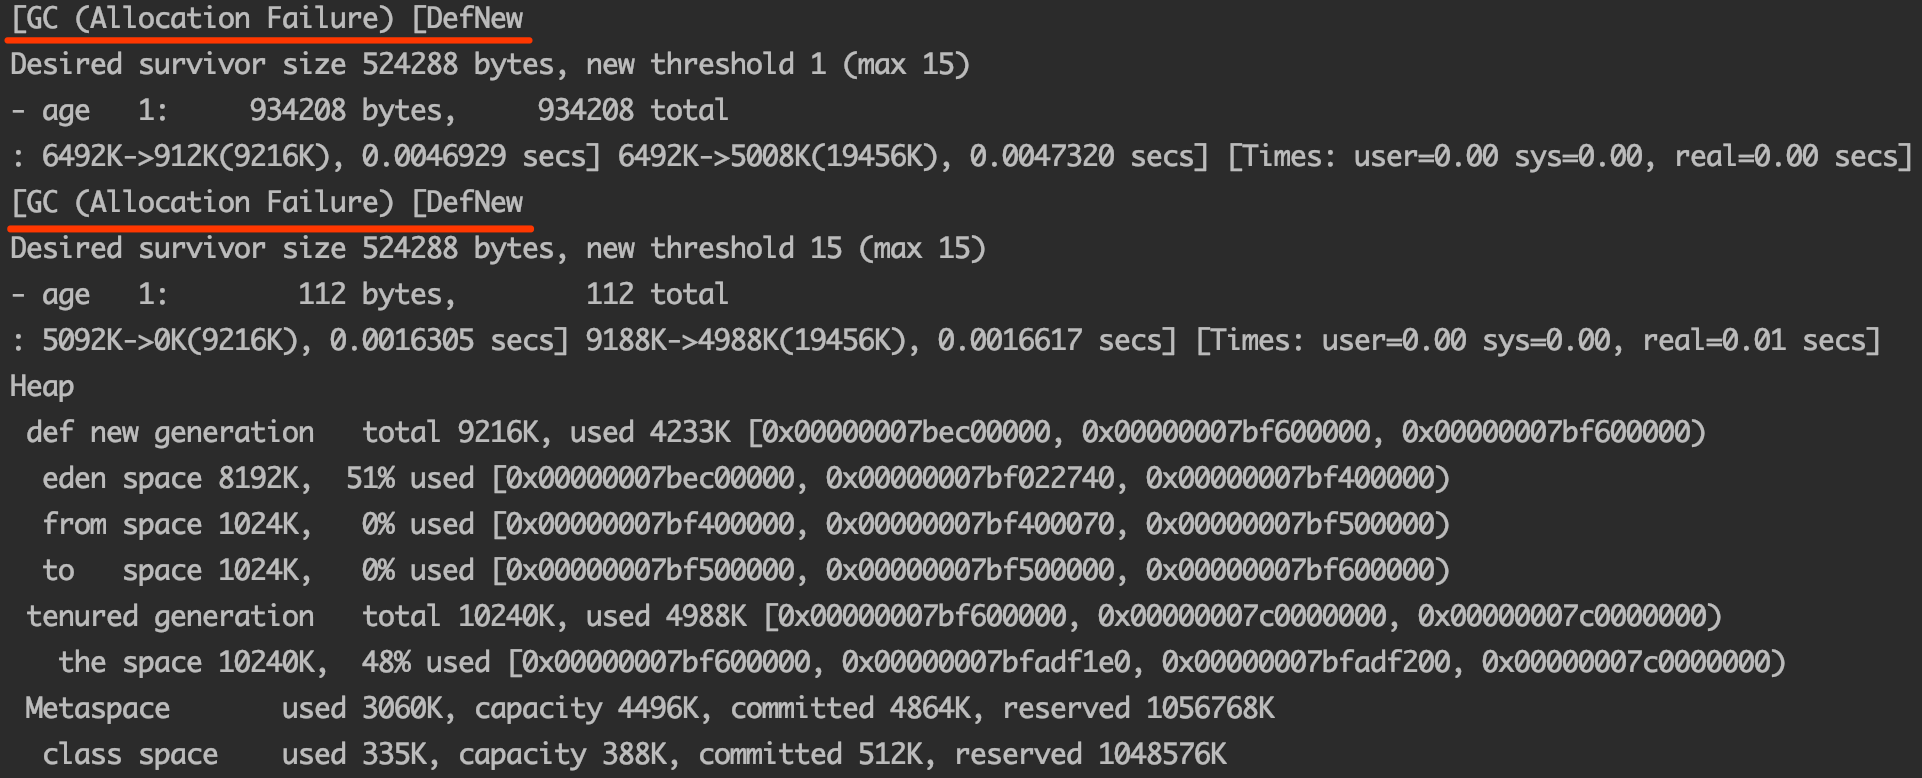 [GC (Allocation Failure) [DefNew
Desired survivor size 524288 bytes, new threshold 1 (max 15)
- age   1:     934208 bytes,     934208 total
: 6492K->912K(9216K), 0.0046929 secs] 6492K->5008K(19456K), 0.0047320 secs] [Times: user=0.00 sys=0.00, real=0.00 secs]
[GC (Allocation Failure) [DefNew
Desired survivor size 524288 bytes, new threshold 15 (max 15)
- age   1:        112 bytes,        112 total
: 5092K->0K(9216K), 0.0016305 secs] 9188K->4988K(19456K), 0.0016617 secs] [Times: user=0.00 sys=0.00, real=0.01 secs]
Heap
 def new generation   total 9216K, used 4233K [0x00000007bec00000, 0x00000007bf600000, 0x00000007bf600000)
  eden space 8192K,  51% used [0x00000007bec00000, 0x00000007bf022740, 0x00000007bf400000)
  from space 1024K,   0% used [0x00000007bf400000, 0x00000007bf400070, 0x00000007bf500000)
  to   space 1024K,   0% used [0x00000007bf500000, 0x00000007bf500000, 0x00000007bf600000)
 tenured generation   total 10240K, used 4988K [0x00000007bf600000, 0x00000007c0000000, 0x00000007c0000000)
   the space 10240K,  48% used [0x00000007bf600000, 0x00000007bfadf1e0, 0x00000007bfadf200, 0x00000007c0000000)
 Metaspace       used 3060K, capacity 4496K, committed 4864K, reserved 1056768K
  class space    used 335K, capacity 388K, committed 512K, reserved 1048576K